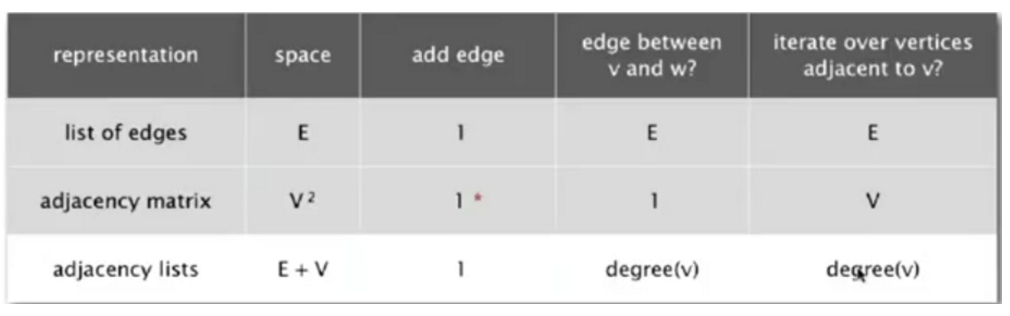 representation space add edge edge between v and w? iterate over vertices adjacent to v?
list of edges E 1 E E
adjacency matrix V² 1 * 1 V
adjacency lists E + V 1 degree(v) degree(v)